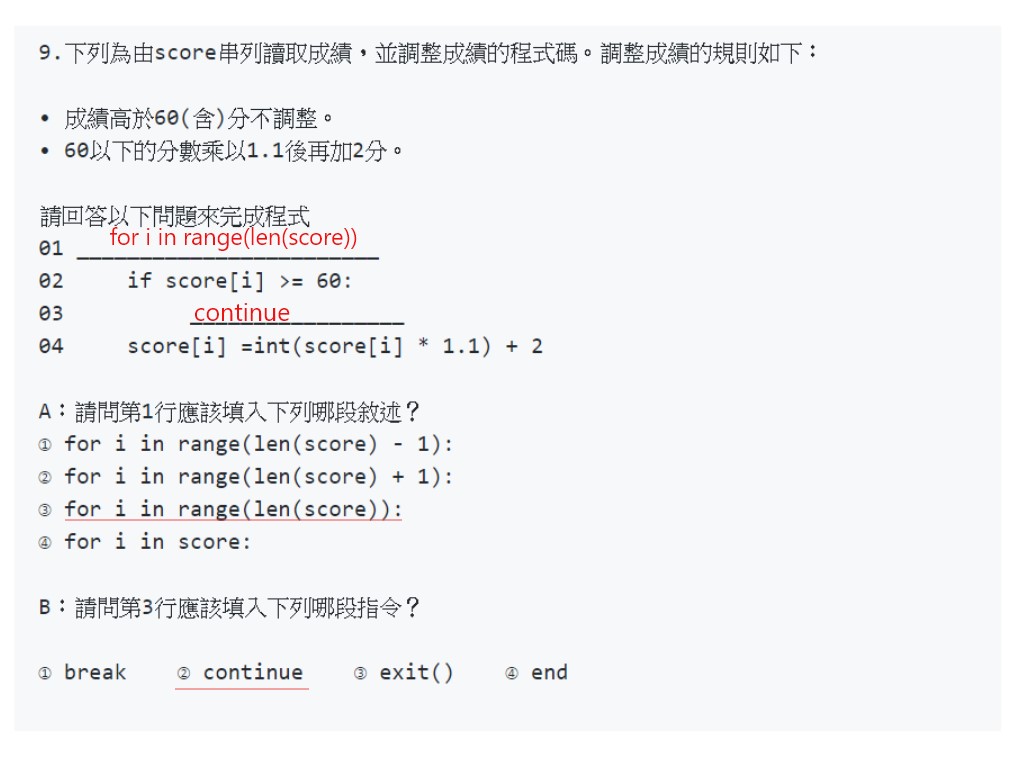 9.下列為由score串列讀取成績，並調整成績的程式碼。調整成績的規則如下：
• 成績高於60(含)分不調整。
• 60以下的分數乘以1.1後再加2分。
請回答以下問題來完成程式
01 ________________________ for i in range(len(score))
02 if score[i] >= 60:
03 _________________ continue
04 score[i] =int(score[i] * 1.1) + 2
A：請問第1行應該填入下列哪段敘述？
① for i in range(len(score) - 1):
② for i in range(len(score) + 1):
③ for i in range(len(score)):
④ for i in score:
B：請問第3行應該填入下列哪段指令？
① break ② continue ③ exit() ④ end